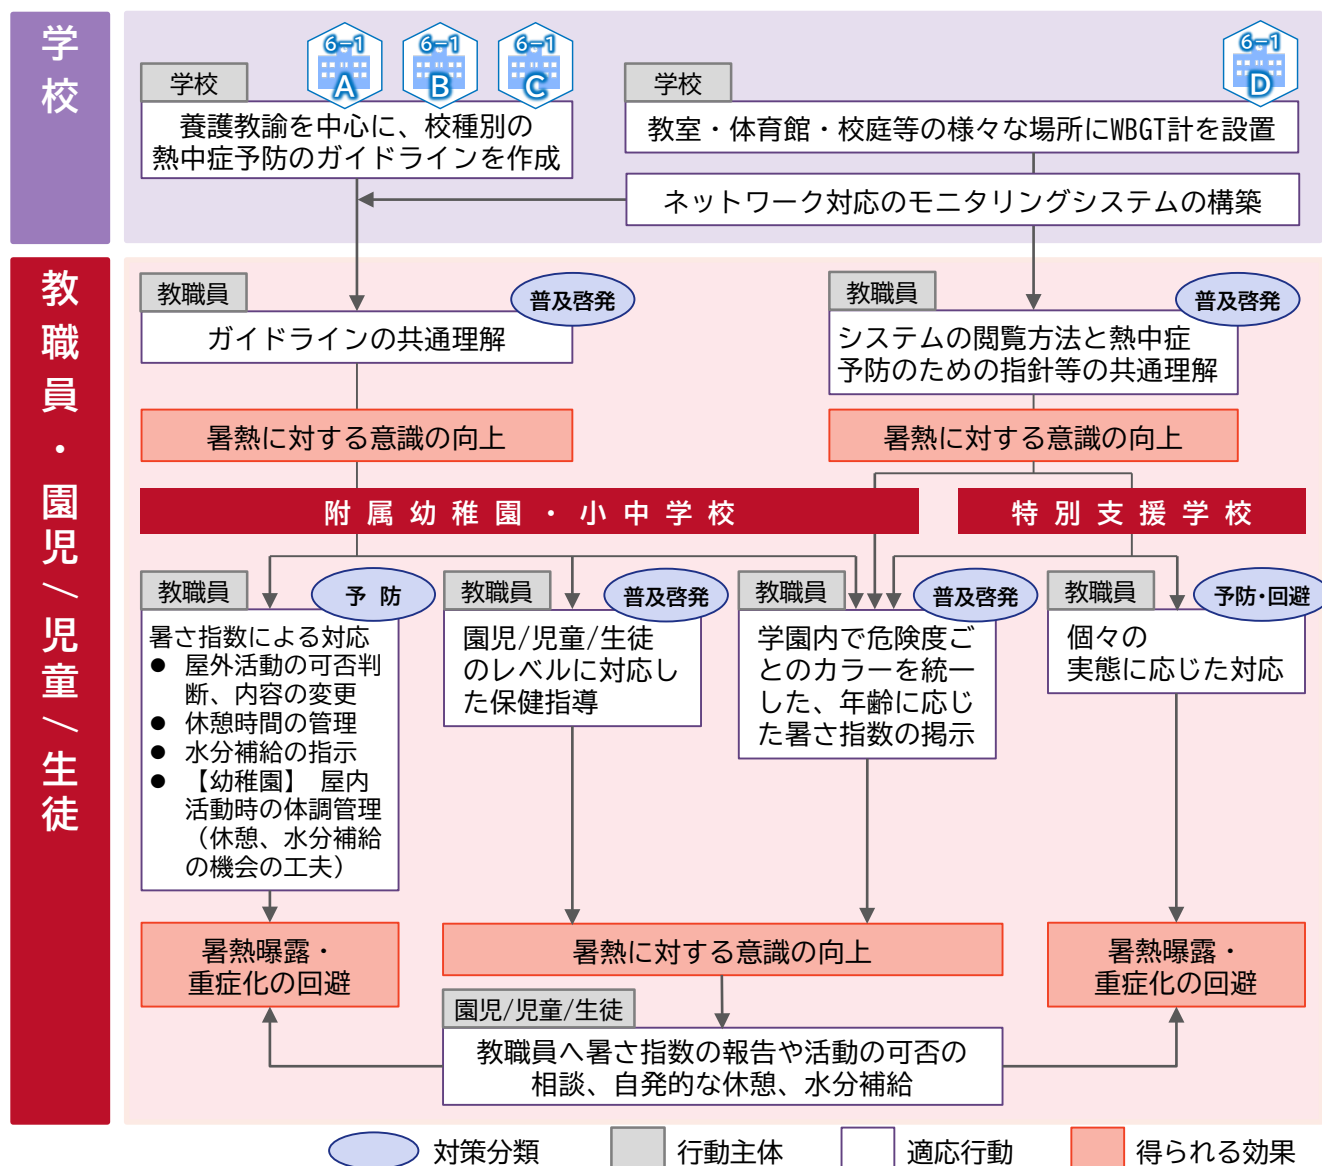 学校
6-1
A
6-1
B
6-1
C
学校
養護教諭を中心に、校種別の
熱中症予防のガイドラインを作成
6-1
D
学校
教室・体育館・校庭等の様々な場所にWBGT計を設置
ネットワーク対応のモニタリングシステムの構築
教職員・園児/児童/生徒
教職員
普及啓発
ガイドラインの共通理解
教職員
普及啓発
システムの閲覧方法と熱中症
予防のための指針等の共通理解
暑熱に対する意識の向上
暑熱に対する意識の向上
附属幼稚園・小中学校
特別支援学校
教職員
予 防
暑さ指数による対応
● 屋外活動の可否判
断、内容の変更
● 休憩時間の管理
● 水分補給の指示
● 【幼稚園】 屋内
活動時の体調管理
(休憩、水分補給
の機会の工夫)
教職員
普及啓発
園児/児童/生徒
のレベルに対応し
た保健指導
教職員
普及啓発
学園内で危険度ご
とのカラーを統一
した、年齢に応じ
た暑さ指数の掲示
教職員
予防・回避
個々の
実態に応じた対応
暑熱曝露・
重症化の回避
暑熱に対する意識の向上
暑熱曝露・
重症化の回避
園児/児童/生徒
教職員へ暑さ指数の報告や活動の可否の
相談、自発的な休憩、水分補給
対策分類
行動主体
適応行動
得られる効果